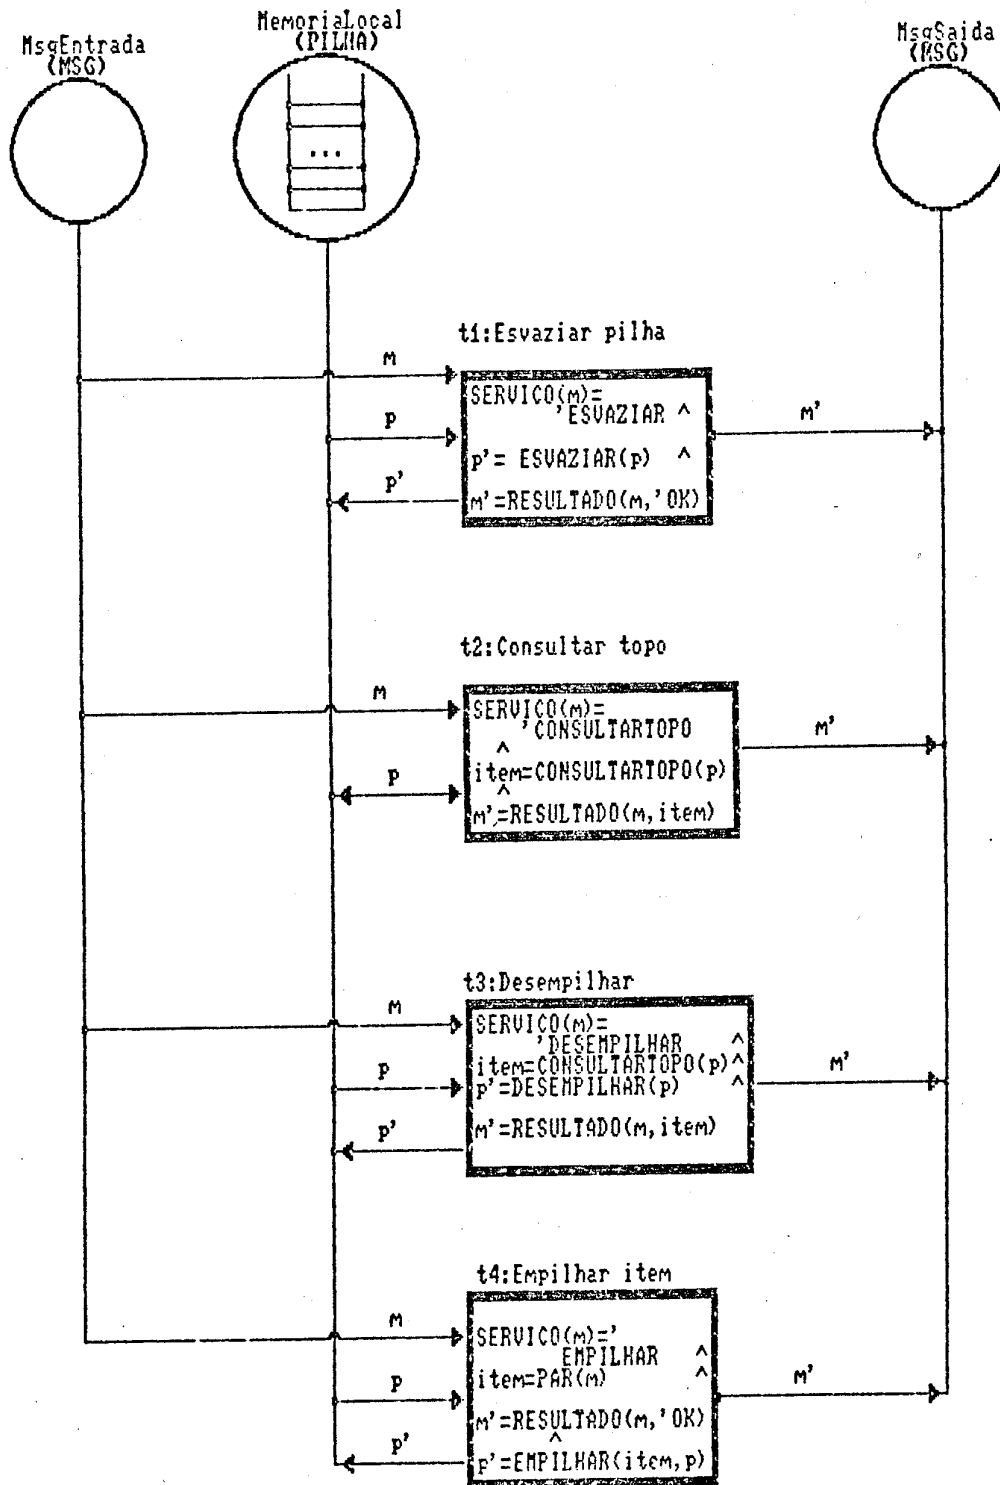 MsgEntrada
(MSG)
MemoriaLocal
(PILHA)
MsgSaida
(MSG)
...
t1:Esvaziar pilha
m
SERVICO(m)=
'ESVAZIAR ^
p
m'
p'= ESVAZIAR(p) ^
p'
m'=RESULTADO(m,'OK)
t2:Consultar topo
m
SERVICO(m)=
'CONSULTARTOPO
^
m'
p
item=CONSULTARTOPO(p)
^
m'=RESULTADO(m,item)
t3:Desempilhar
m
SERVICO(m)=
'DESEMPILHAR ^
item=CONSULTARTOPO(p)^
p
p'=DESEMPILHAR(p) ^
m'
p'
m'=RESULTADO(m,item)
t4:Empilhar item
m
SERVICO(m)='
EMPILHAR ^
item=PAR(m) ^
p
m'
m'=RESULTADO(m,'OK)
^
p'
p'=EMPILHAR(item,p)